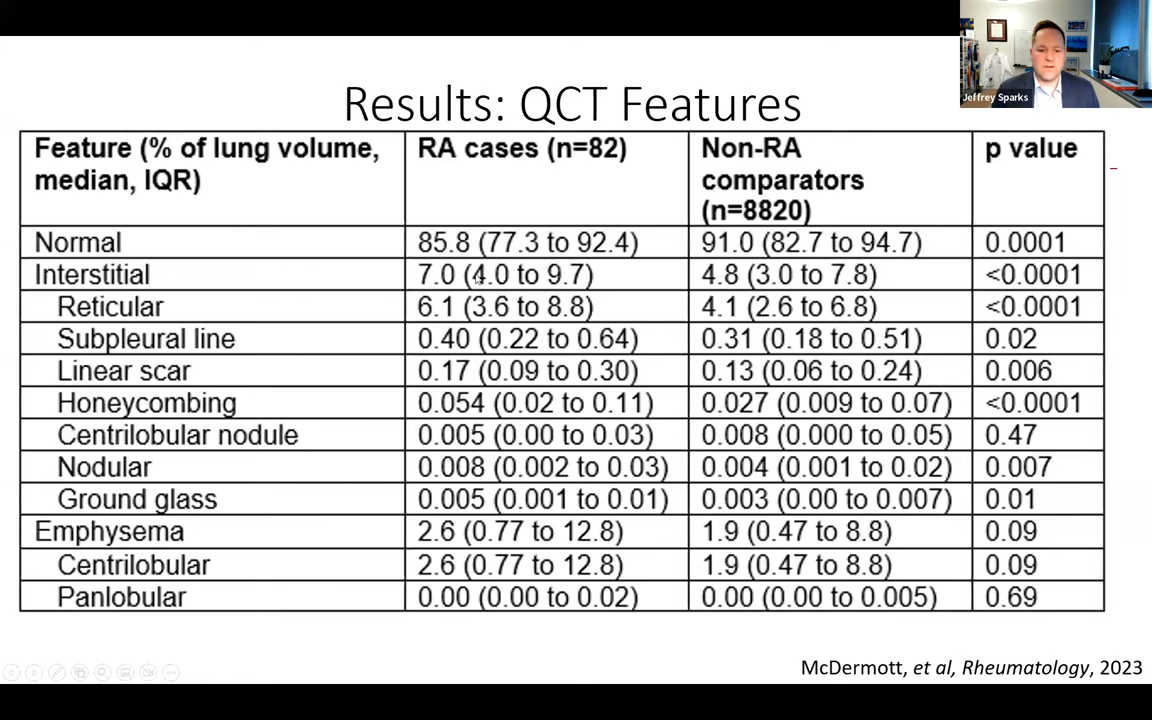 Jeffrey Sparks
Results: QCT Features
Feature (% of lung volume, median, IQR) RA cases (n=82) Non-RA comparators (n=8820) p value
Normal 85.8 (77.3 to 92.4) 91.0 (82.7 to 94.7) 0.0001
Interstitial 7.0 (4.0 to 9.7) 4.8 (3.0 to 7.8) <0.0001
Reticular 6.1 (3.6 to 8.8) 4.1 (2.6 to 6.8) <0.0001
Subpleural line 0.40 (0.22 to 0.64) 0.31 (0.18 to 0.51) 0.02
Linear scar 0.17 (0.09 to 0.30) 0.13 (0.06 to 0.24) 0.006
Honeycombing 0.054 (0.02 to 0.11) 0.027 (0.009 to 0.07) <0.0001
Centrilobular nodule 0.005 (0.00 to 0.03) 0.008 (0.000 to 0.05) 0.47
Nodular 0.008 (0.002 to 0.03) 0.004 (0.001 to 0.02) 0.007
Ground glass 0.005 (0.001 to 0.01) 0.003 (0.00 to 0.007) 0.01
Emphysema 2.6 (0.77 to 12.8) 1.9 (0.47 to 8.8) 0.09
Centrilobular 2.6 (0.77 to 12.8) 1.9 (0.47 to 8.8) 0.09
Panlobular 0.00 (0.00 to 0.02) 0.00 (0.00 to 0.005) 0.69
McDermott, et al, Rheumatology, 2023